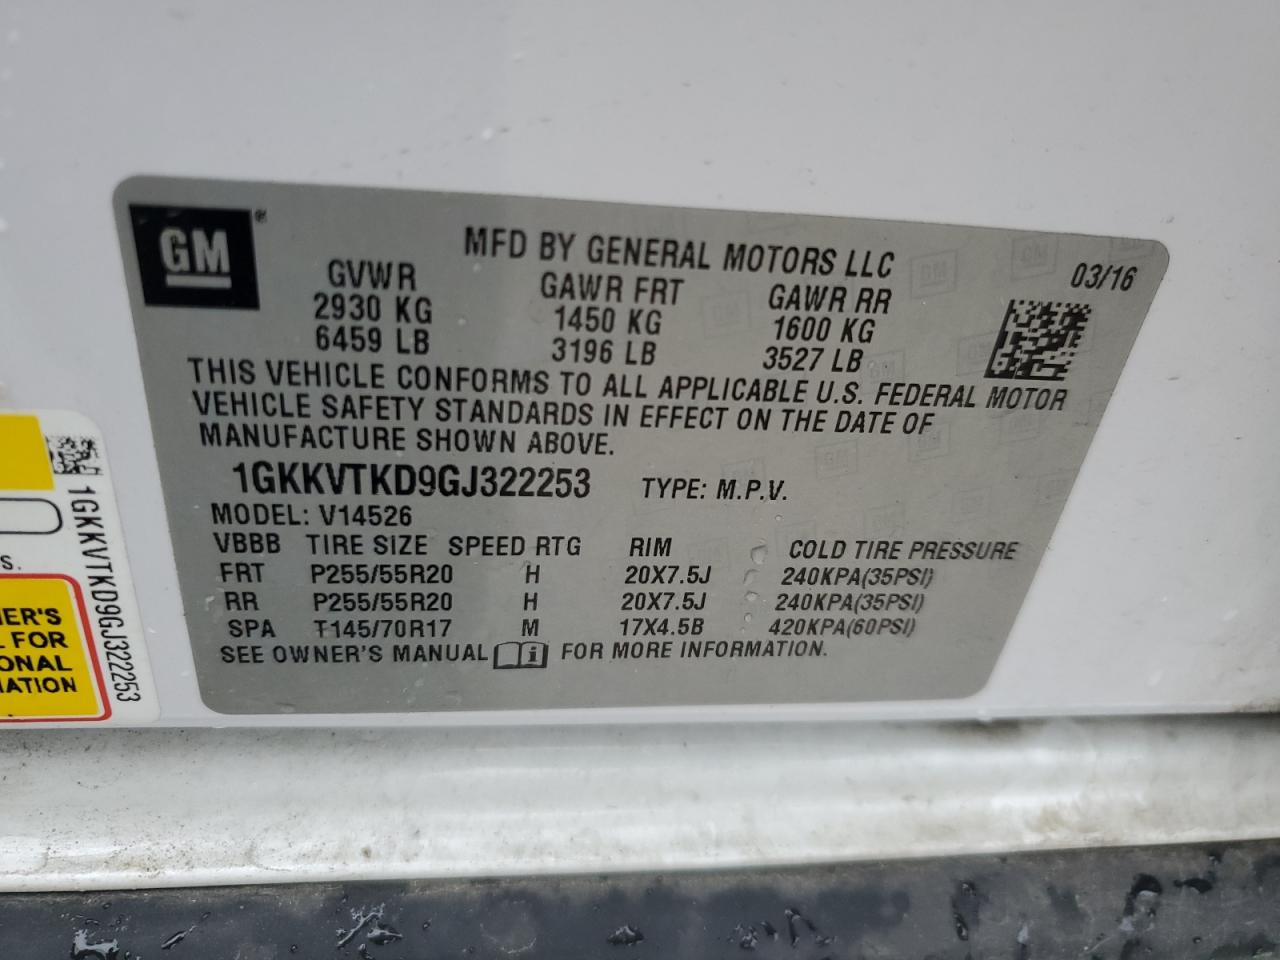 GM®
MFD BY GENERAL MOTORS LLC
03/16
GVWR GAWR FRT GAWR RR
2930 KG 1450 KG 1600 KG
6459 LB 3196 LB 3527 LB
THIS VEHICLE CONFORMS TO ALL APPLICABLE U.S. FEDERAL MOTOR
VEHICLE SAFETY STANDARDS IN EFFECT ON THE DATE OF
MANUFACTURE SHOWN ABOVE.
1GKKVTKD9GJ322253 TYPE: M.P.V.
MODEL: V14526
VBBB TIRE SIZE SPEED RTG RIM COLD TIRE PRESSURE
FRT P255/55R20 H 20X7.5J 240KPA(35PSI)
RR P255/55R20 H 20X7.5J 240KPA(35PSI)
SPA T145/70R17 M 17X4.5B 420KPA(60PSI)
SEE OWNER'S MANUAL i FOR MORE INFORMATION.
1GKKVTKD9GJ322253
S.
ER'S
L FOR
ONAL
ATION